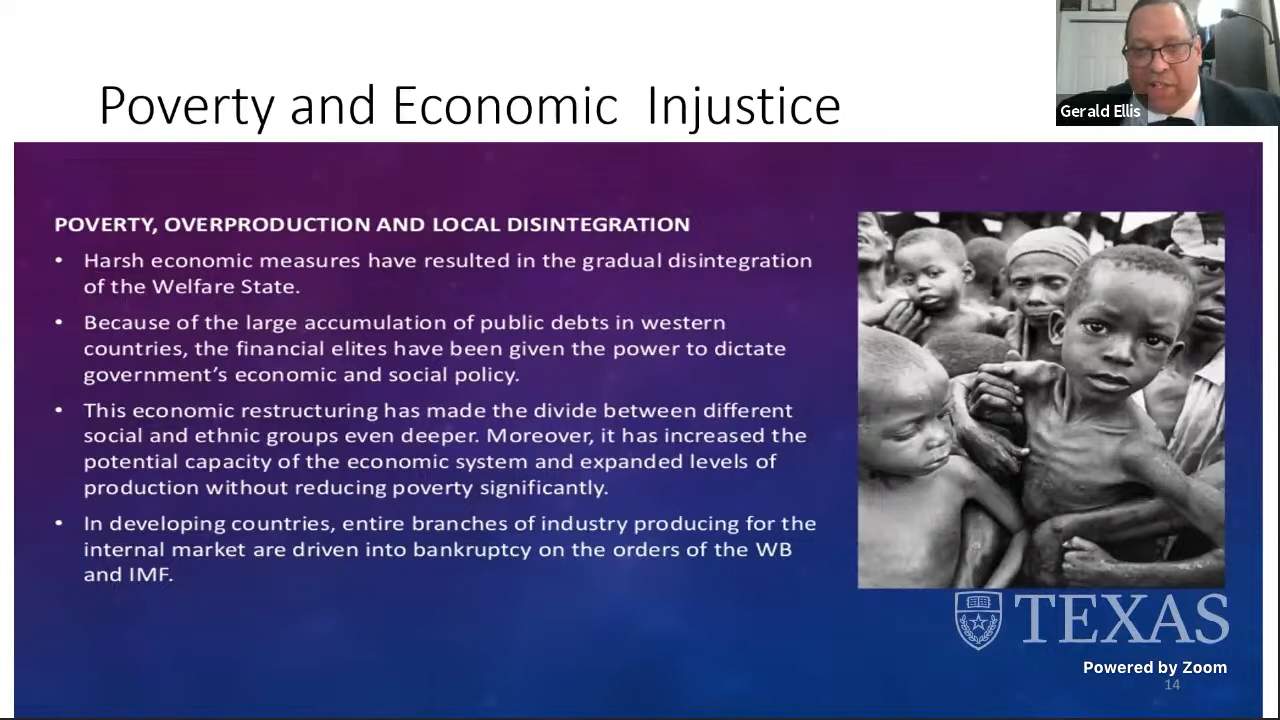 Poverty and Economic Injustice
Gerald Ellis
POVERTY, OVERPRODUCTION AND LOCAL DISINTEGRATION
• Harsh economic measures have resulted in the gradual disintegration
of the Welfare State.
• Because of the large accumulation of public debts in western
countries, the financial elites have been given the power to dictate
government’s economic and social policy.
• This economic restructuring has made the divide between different
social and ethnic groups even deeper. Moreover, it has increased the
potential capacity of the economic system and expanded levels of
production without reducing poverty significantly.
• In developing countries, entire branches of industry producing for the
internal market are driven into bankruptcy on the orders of the WB
and IMF.
TEXAS
Powered by Zoom
14